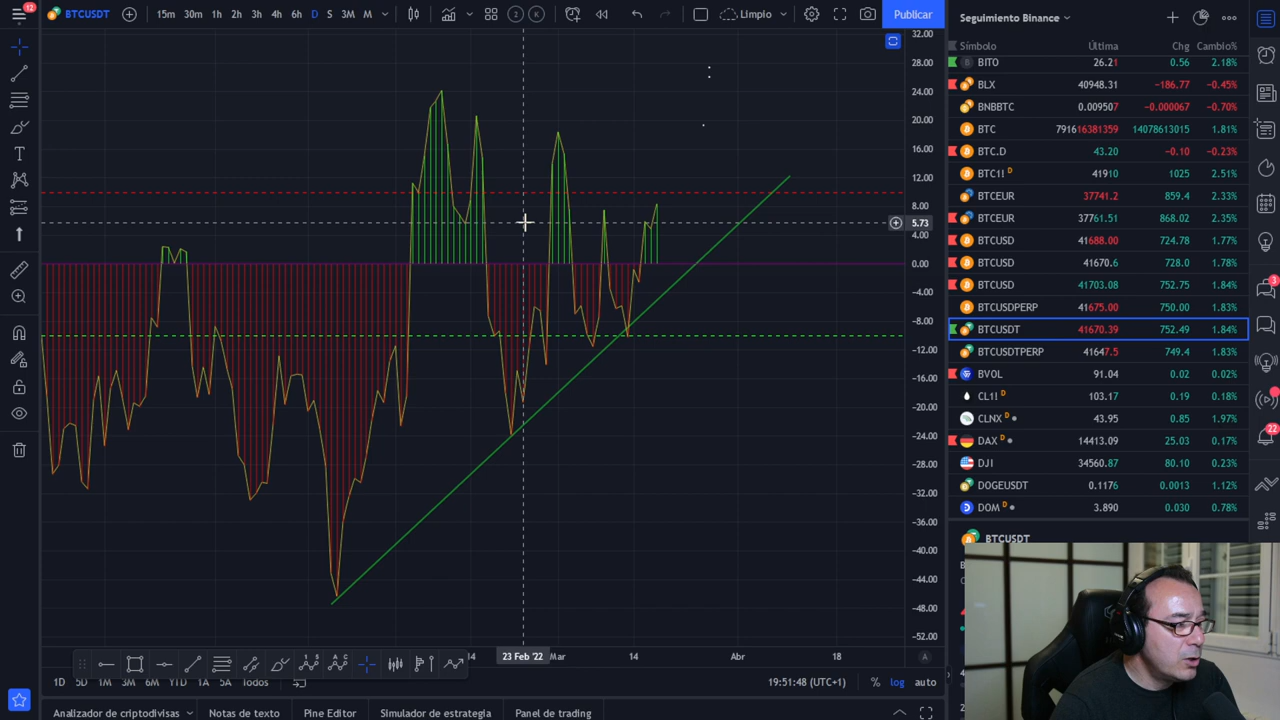 12
BTCUSDT
15m 30m 1h 2h 3h 4h 6h D S 3M M
2
K
Limpio
Publicar
Seguimiento Binance
Símbolo Última Chg Cambio%
BITO 26.21 0.56 2.18%
BLX 40948.31 −186.77 −0.45%
BNBBTC 0.009507 −0.000067 −0.70%
BTC 79161638135​9 14078613015 1.81%
BTC.D 43.20 −0.10 −0.23%
BTC1! D 41910 1025 2.51%
BTCEUR 37741.2 859.4 2.33%
BTCEUR 37761.51 868.02 2.35%
BTCUSD 41688.00 724.78 1.77%
BTCUSD 41670.6 728.0 1.78%
BTCUSD 41703.08 752.75 1.84%
BTCUSDPERP 41675.00 750.00 1.83%
BTCUSDT 41670.39 752.49 1.84%
BTCUSDTPERP 41647.5 749.4 1.83%
BVOL 91.04 0.02 0.02%
CL1! D 103.17 0.19 0.18%
CLNX D 43.95 0.85 1.97%
DAX D 14413.09 25.03 0.17%
DJI 34560.87 80.10 0.23%
DOGEUSDT 0.1176 0.0013 1.12%
DOM D 3.890 0.030 0.78%
BTCUSDT
3
22
32.00
28.00
24.00
20.00
16.00
12.00
8.00
5.73
4.00
0.00
−4.00
−8.00
−12.00
−16.00
−20.00
−24.00
−28.00
−32.00
−36.00
−40.00
−44.00
−48.00
−52.00
14 23 Feb '22 Mar 14 Abr 18
A
1D 5D 1M 3M 6M YTD 1A 5A Todos
19:51:48 (UTC+1) % log auto
Analizador de criptodivisas Notas de texto Pine Editor Simulador de estrategia Panel de trading